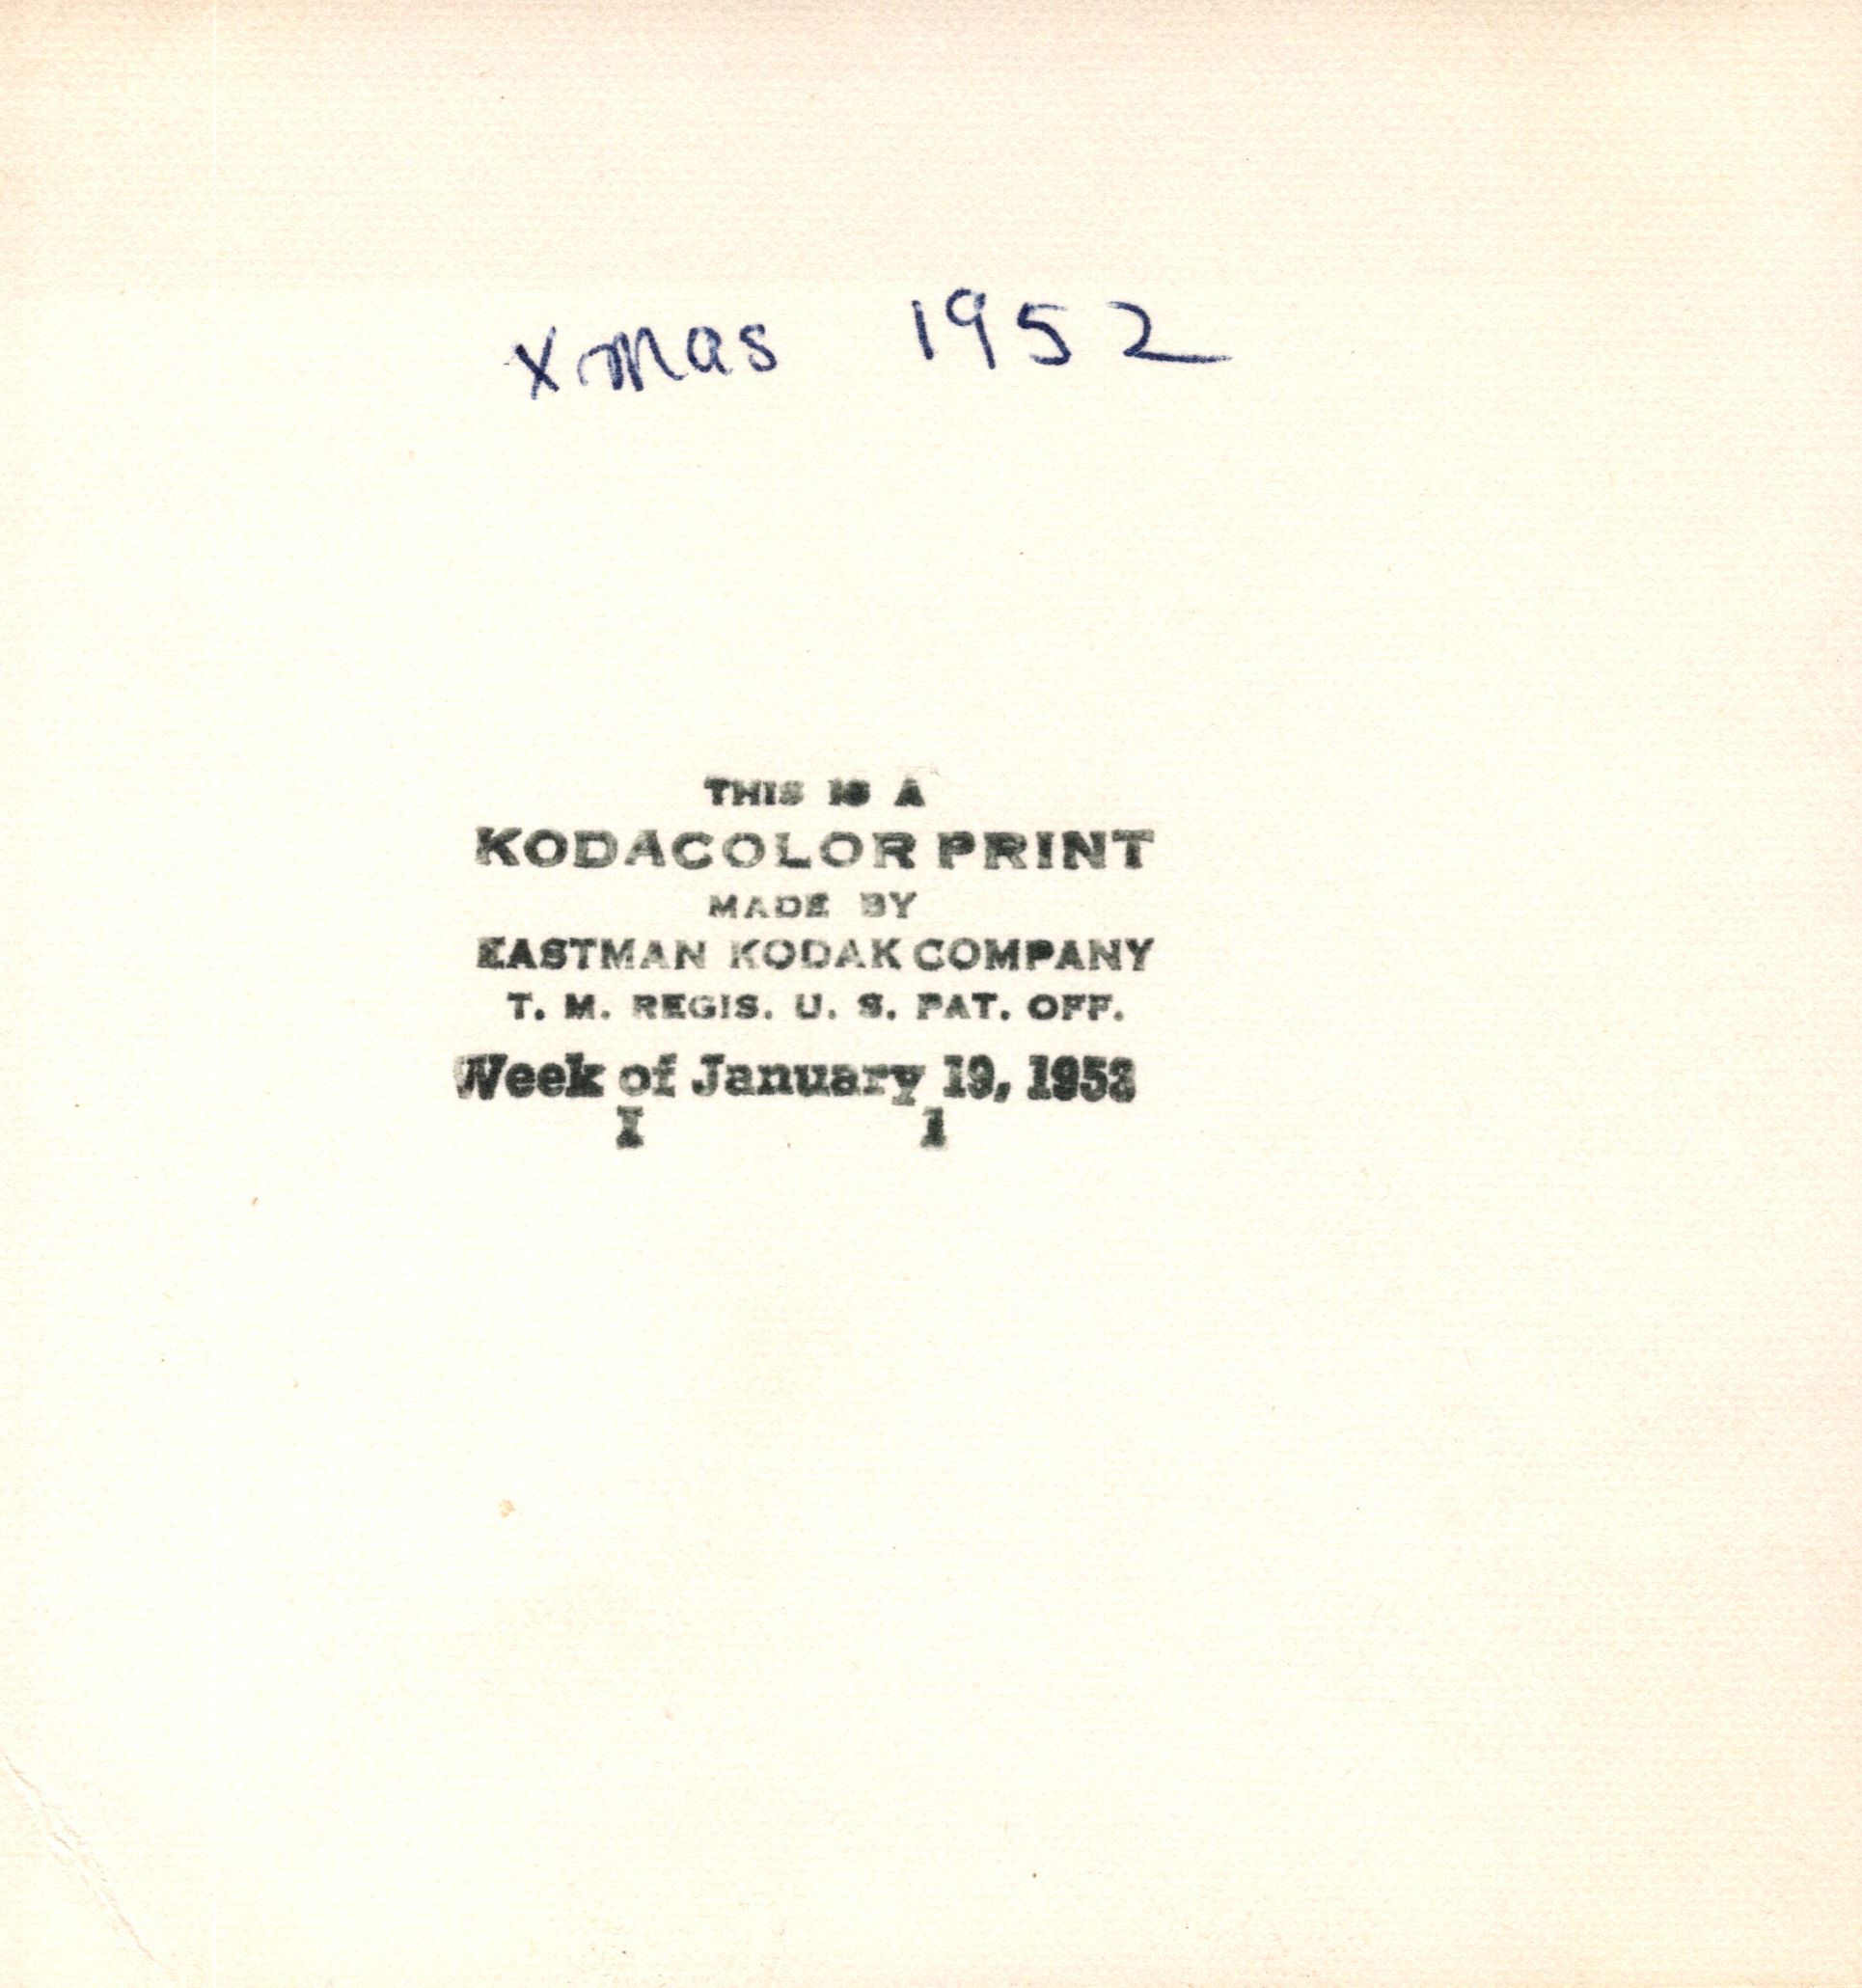 Xmas 1952
THIS IS A
KODACOLOR PRINT
MADE BY
EASTMAN KODAK COMPANY
T. M. REGIS. U. S. PAT. OFF.
Week of January 19, 1953
I 1